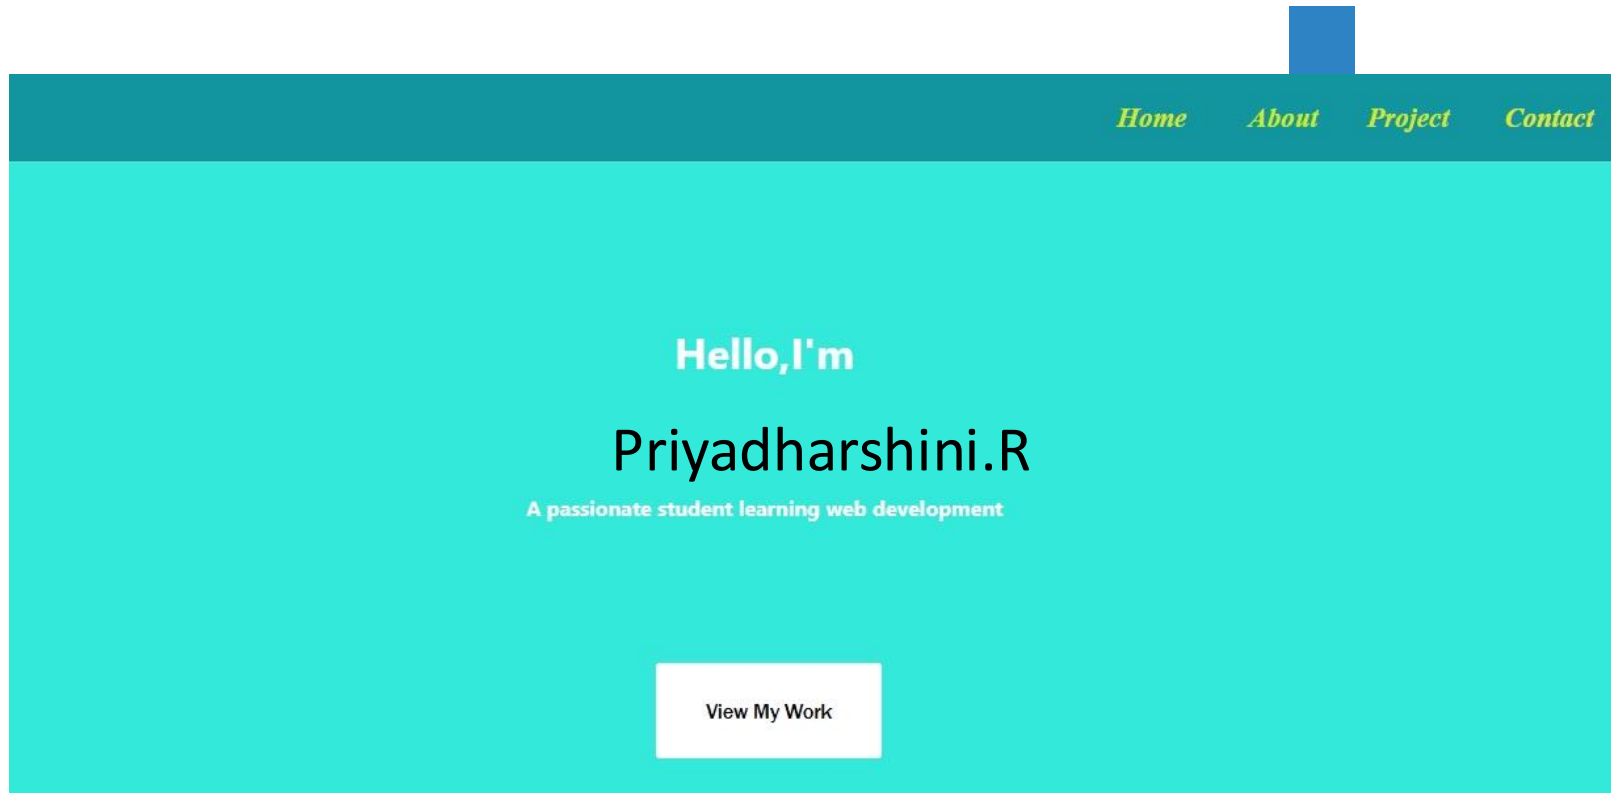 Home About Project Contact
Hello,I'm
Priyadharshini.R
A passionate student learning web development
View My Work